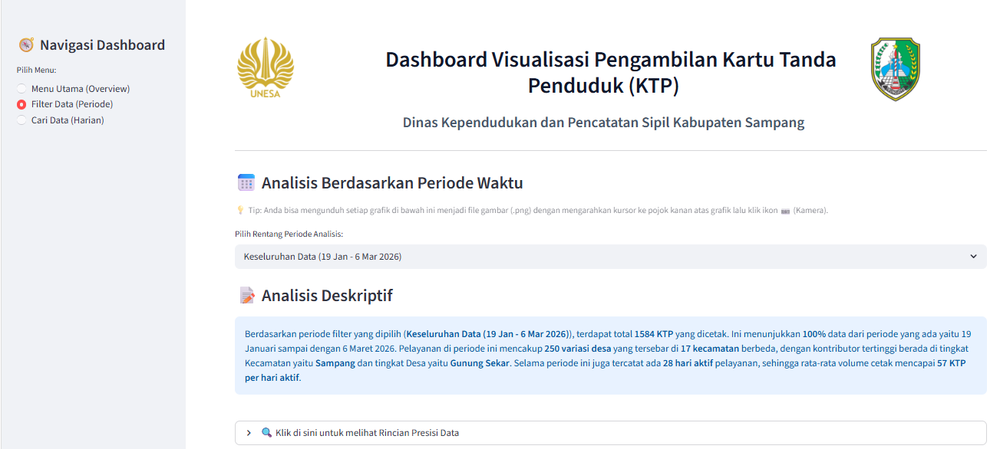 Navigasi Dashboard
Pilih Menu:
Menu Utama (Overview)
Filter Data (Periode)
Cari Data (Harian)
UNESA
Dashboard Visualisasi Pengambilan Kartu Tanda
Penduduk (KTP)
Dinas Kependudukan dan Pencatatan Sipil Kabupaten Sampang
Analisis Berdasarkan Periode Waktu
Tip: Anda bisa mengunduh setiap grafik di bawah ini menjadi file gambar (.png) dengan mengarahkan kursor ke pojok kanan atas grafik lalu klik ikon (Kamera).
Pilih Rentang Periode Analisis:
Keseluruhan Data (19 Jan - 6 Mar 2026)
Analisis Deskriptif
Berdasarkan periode filter yang dipilih (Keseluruhan Data (19 Jan - 6 Mar 2026)), terdapat total 1584 KTP yang dicetak. Ini menunjukkan 100% data dari periode yang ada yaitu 19
Januari sampai dengan 6 Maret 2026. Pelayanan di periode ini mencakup 250 variasi desa yang tersebar di 17 kecamatan berbeda, dengan kontributor tertinggi berada di tingkat
Kecamatan yaitu Sampang dan tingkat Desa yaitu Gunung Sekar. Selama periode ini juga tercatat ada 28 hari aktif pelayanan, sehingga rata-rata volume cetak mencapai 57 KTP
per hari aktif.
Klik di sini untuk melihat Rincian Presisi Data